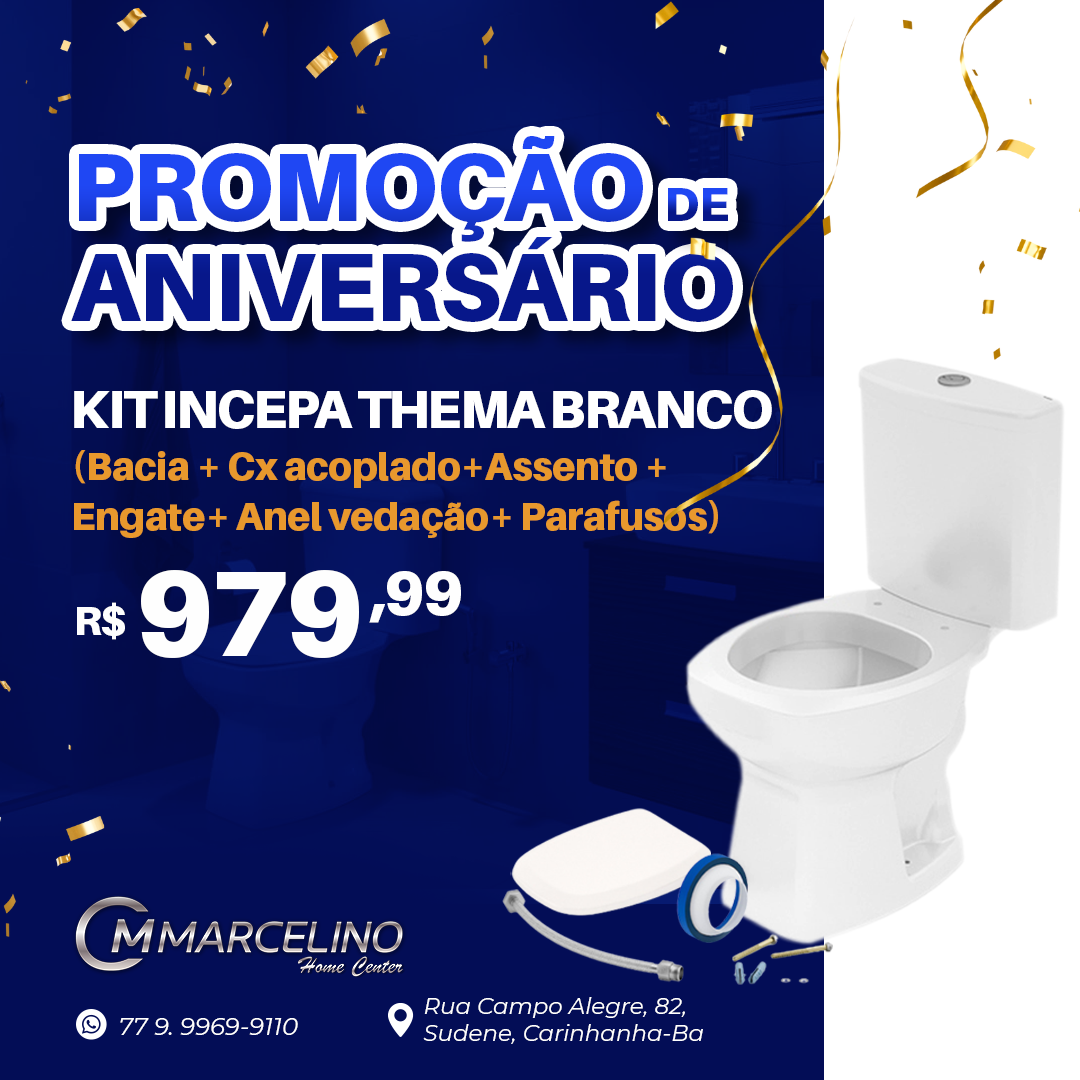 PROMOÇÃO DE
ANIVERSÁRIO
KIT INCEPA THEMA BRANCO
(Bacia + Cx acoplado+Assento +
Engate+ Anel vedação+ Parafusos)
R$ 979,99
CM MARCELINO
Home Center
77 9. 9969-9110
Rua Campo Alegre, 82,
Sudene, Carinhanha-Ba